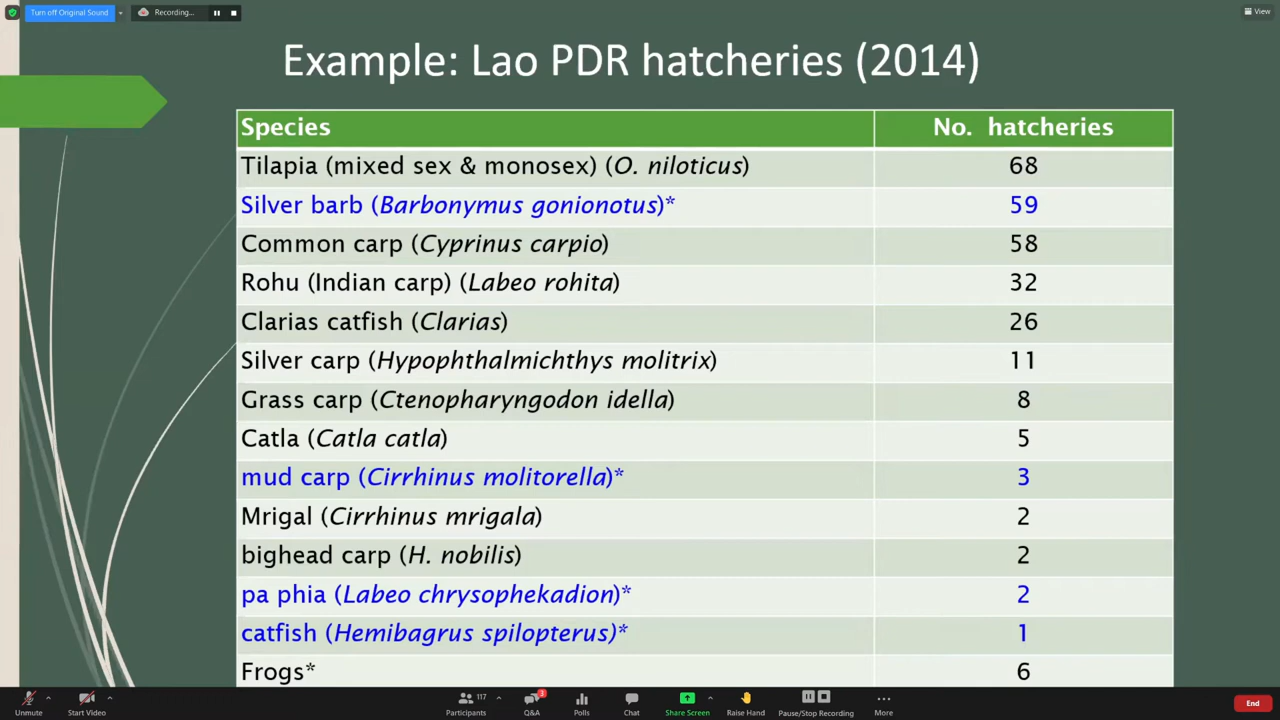 Turn off Original Sound
Recording...
View
Example: Lao PDR hatcheries (2014)
Species No. hatcheries
Tilapia (mixed sex & monosex) (O. niloticus) 68
Silver barb (Barbonymus gonionotus)* 59
Common carp (Cyprinus carpio) 58
Rohu (Indian carp) (Labeo rohita) 32
Clarias catfish (Clarias) 26
Silver carp (Hypophthalmichthys molitrix) 11
Grass carp (Ctenopharyngodon idella) 8
Catla (Catla catla) 5
mud carp (Cirrhinus molitorella)* 3
Mrigal (Cirrhinus mrigala) 2
bighead carp (H. nobilis) 2
pa phia (Labeo chrysophekadion)* 2
catfish (Hemibagrus spilopterus)* 1
Frogs* 6
117 3
Unmute Start Video Participants Q&A Polls Chat Share Screen Raise Hand Pause/Stop Recording More End